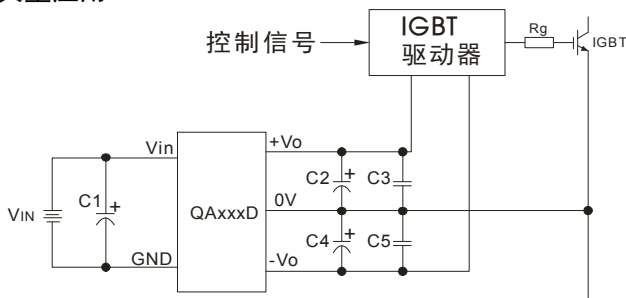 IGBT
驱动器
控制信号
Rg
IGBT
Vin
+Vo
C2
+
C3
C1
+
VIN
QAxxxD
0V
C4
+
C5
GND
-Vo